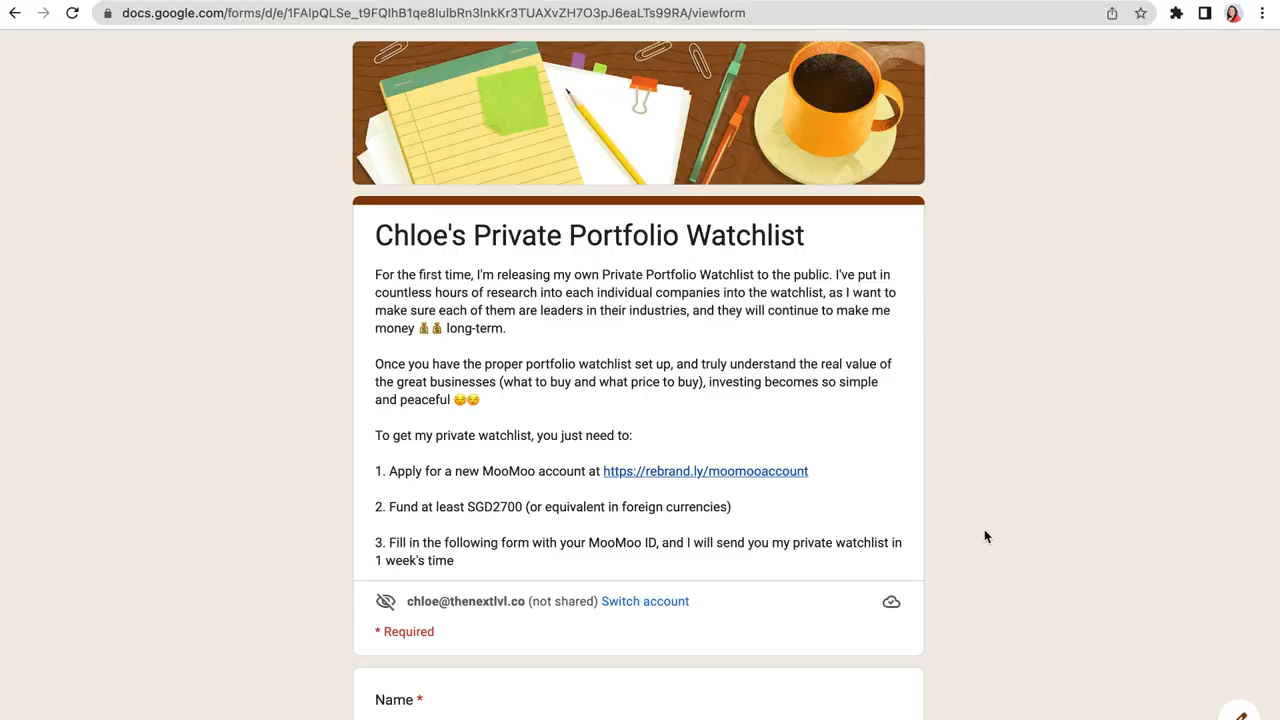 docs.google.com/forms/d/e/1FAIpQLSe_t9FQlhB1qe8lulbRn3lnkKr3TUAXvZH7O3pJ6eaLTs99RA/viewform
Chloe's Private Portfolio Watchlist
For the first time, I'm releasing my own Private Portfolio Watchlist to the public. I've put in
countless hours of research into each individual companies into the watchlist, as I want to
make sure each of them are leaders in their industries, and they will continue to make me
money 💰💰 long-term.
Once you have the proper portfolio watchlist set up, and truly understand the real value of
the great businesses (what to buy and what price to buy), investing becomes so simple
and peaceful 😌😌
To get my private watchlist, you just need to:
1. Apply for a new MooMoo account at https://rebrand.ly/moomooaccount
2. Fund at least SGD2700 (or equivalent in foreign currencies)
3. Fill in the following form with your MooMoo ID, and I will send you my private watchlist in
1 week's time
chloe@thenextlvl.co (not shared) Switch account
* Required
Name *